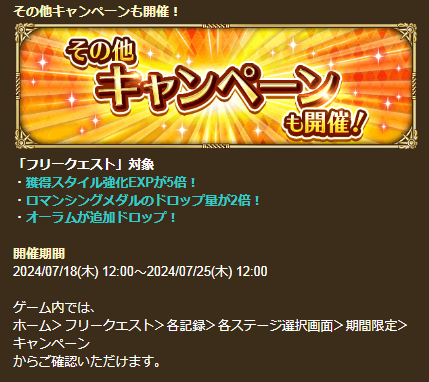 その他キャンペーンも開催！
その他
キャンペーン
も開催!
「フリークエスト」対象
・獲得スタイル強化EXPが5倍！
・ロマンシングメダルのドロップ量が2倍！
・オーラムが追加ドロップ！
開催期間
2024/07/18(木) 12:00～2024/07/25(木) 12:00
ゲーム内では、
ホーム＞フリークエスト＞各記録＞各ステージ選択画面＞期間限定＞
キャンペーン
からご確認いただけます。